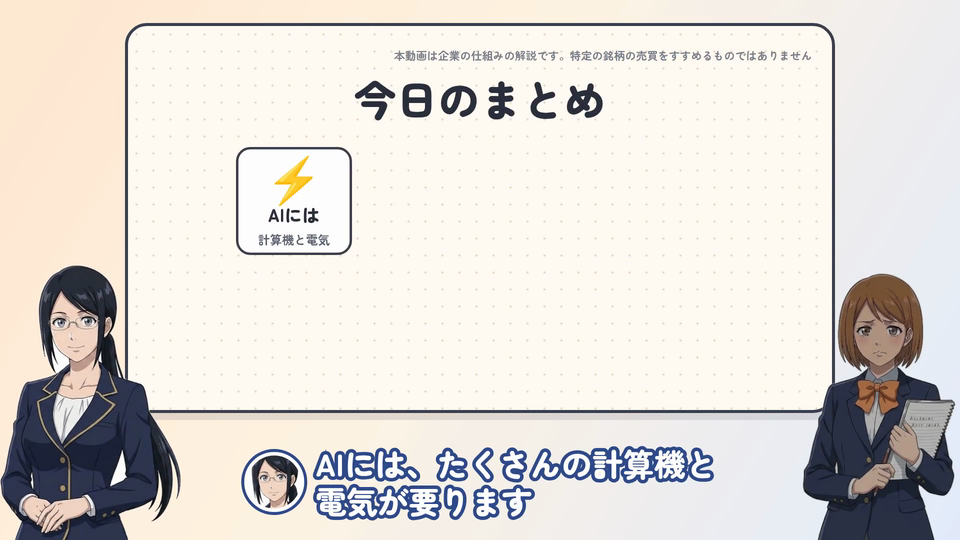 本動画は企業の仕組みの解説です。特定の銘柄の売買をすすめるものではありません
今日のまとめ
AIには
計算機と電気
AIには、たくさんの計算機と
電気が要ります